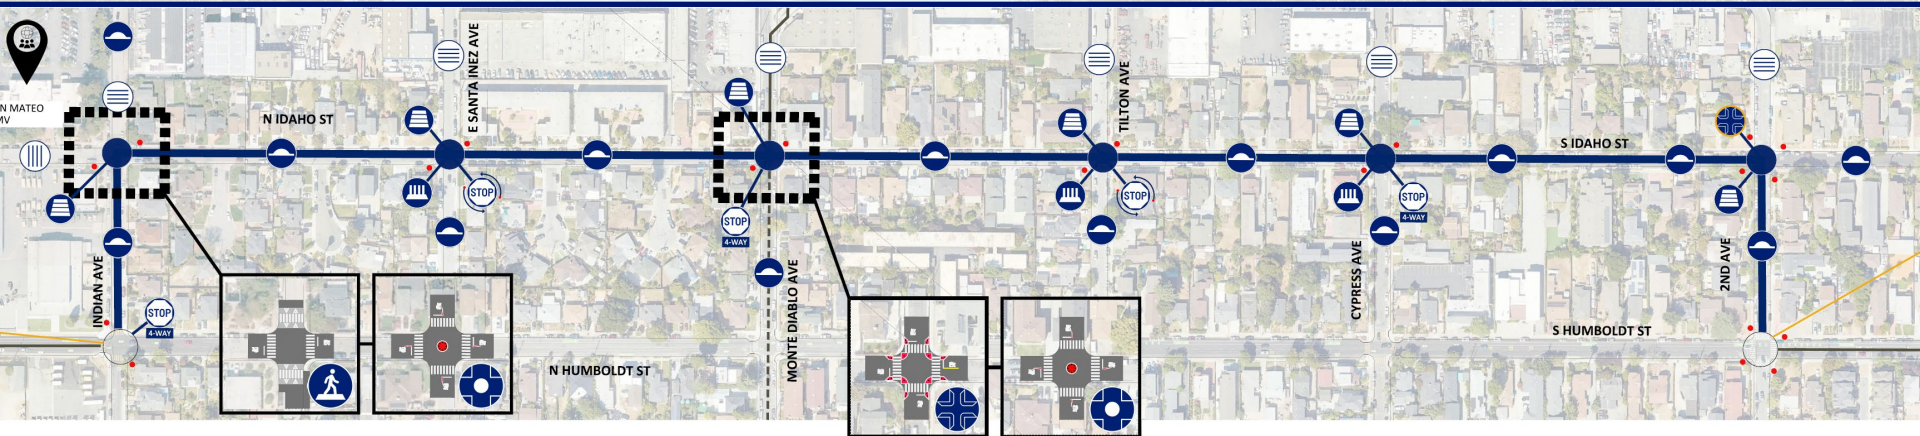 N MATEO
MV
N IDAHO ST
E SANTA INEZ AVE
TILTON AVE
S IDAHO ST
STOP
STOP
STOP
4-WAY
STOP
4-WAY
INDIAN AVE
STOP
4-WAY
MONTE DIABLO AVE
CYPRESS AVE
2ND AVE
S HUMBOLDT ST
N HUMBOLDT ST